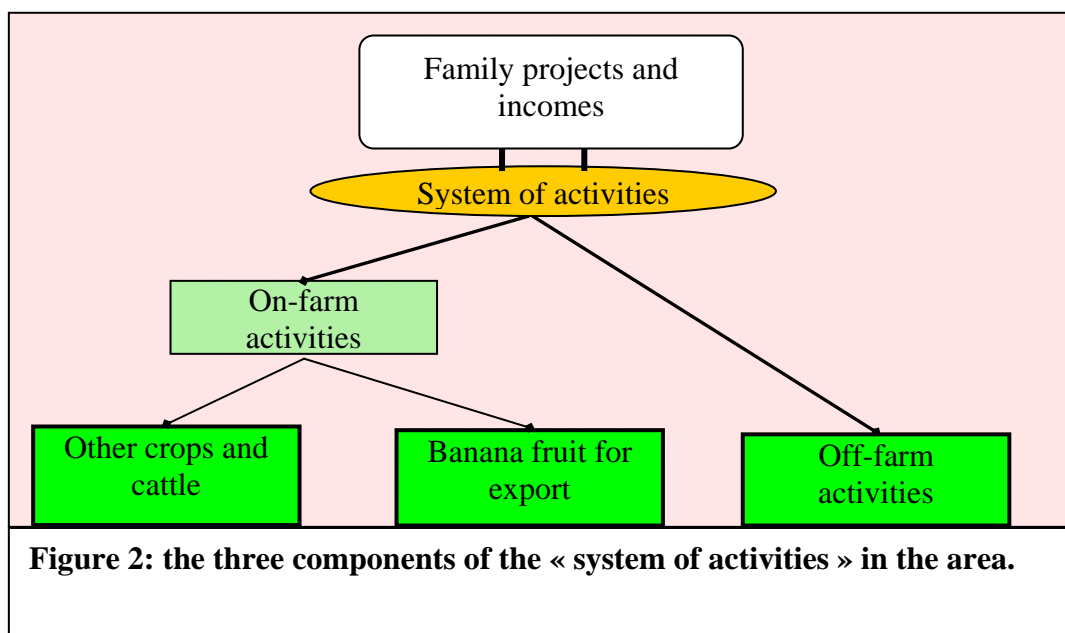 Family projects and
incomes
System of activities
On-farm
activities
Other crops and
cattle
Banana fruit for
export
Off-farm
activities
Figure 2: the three components of the « system of activities » in the area.